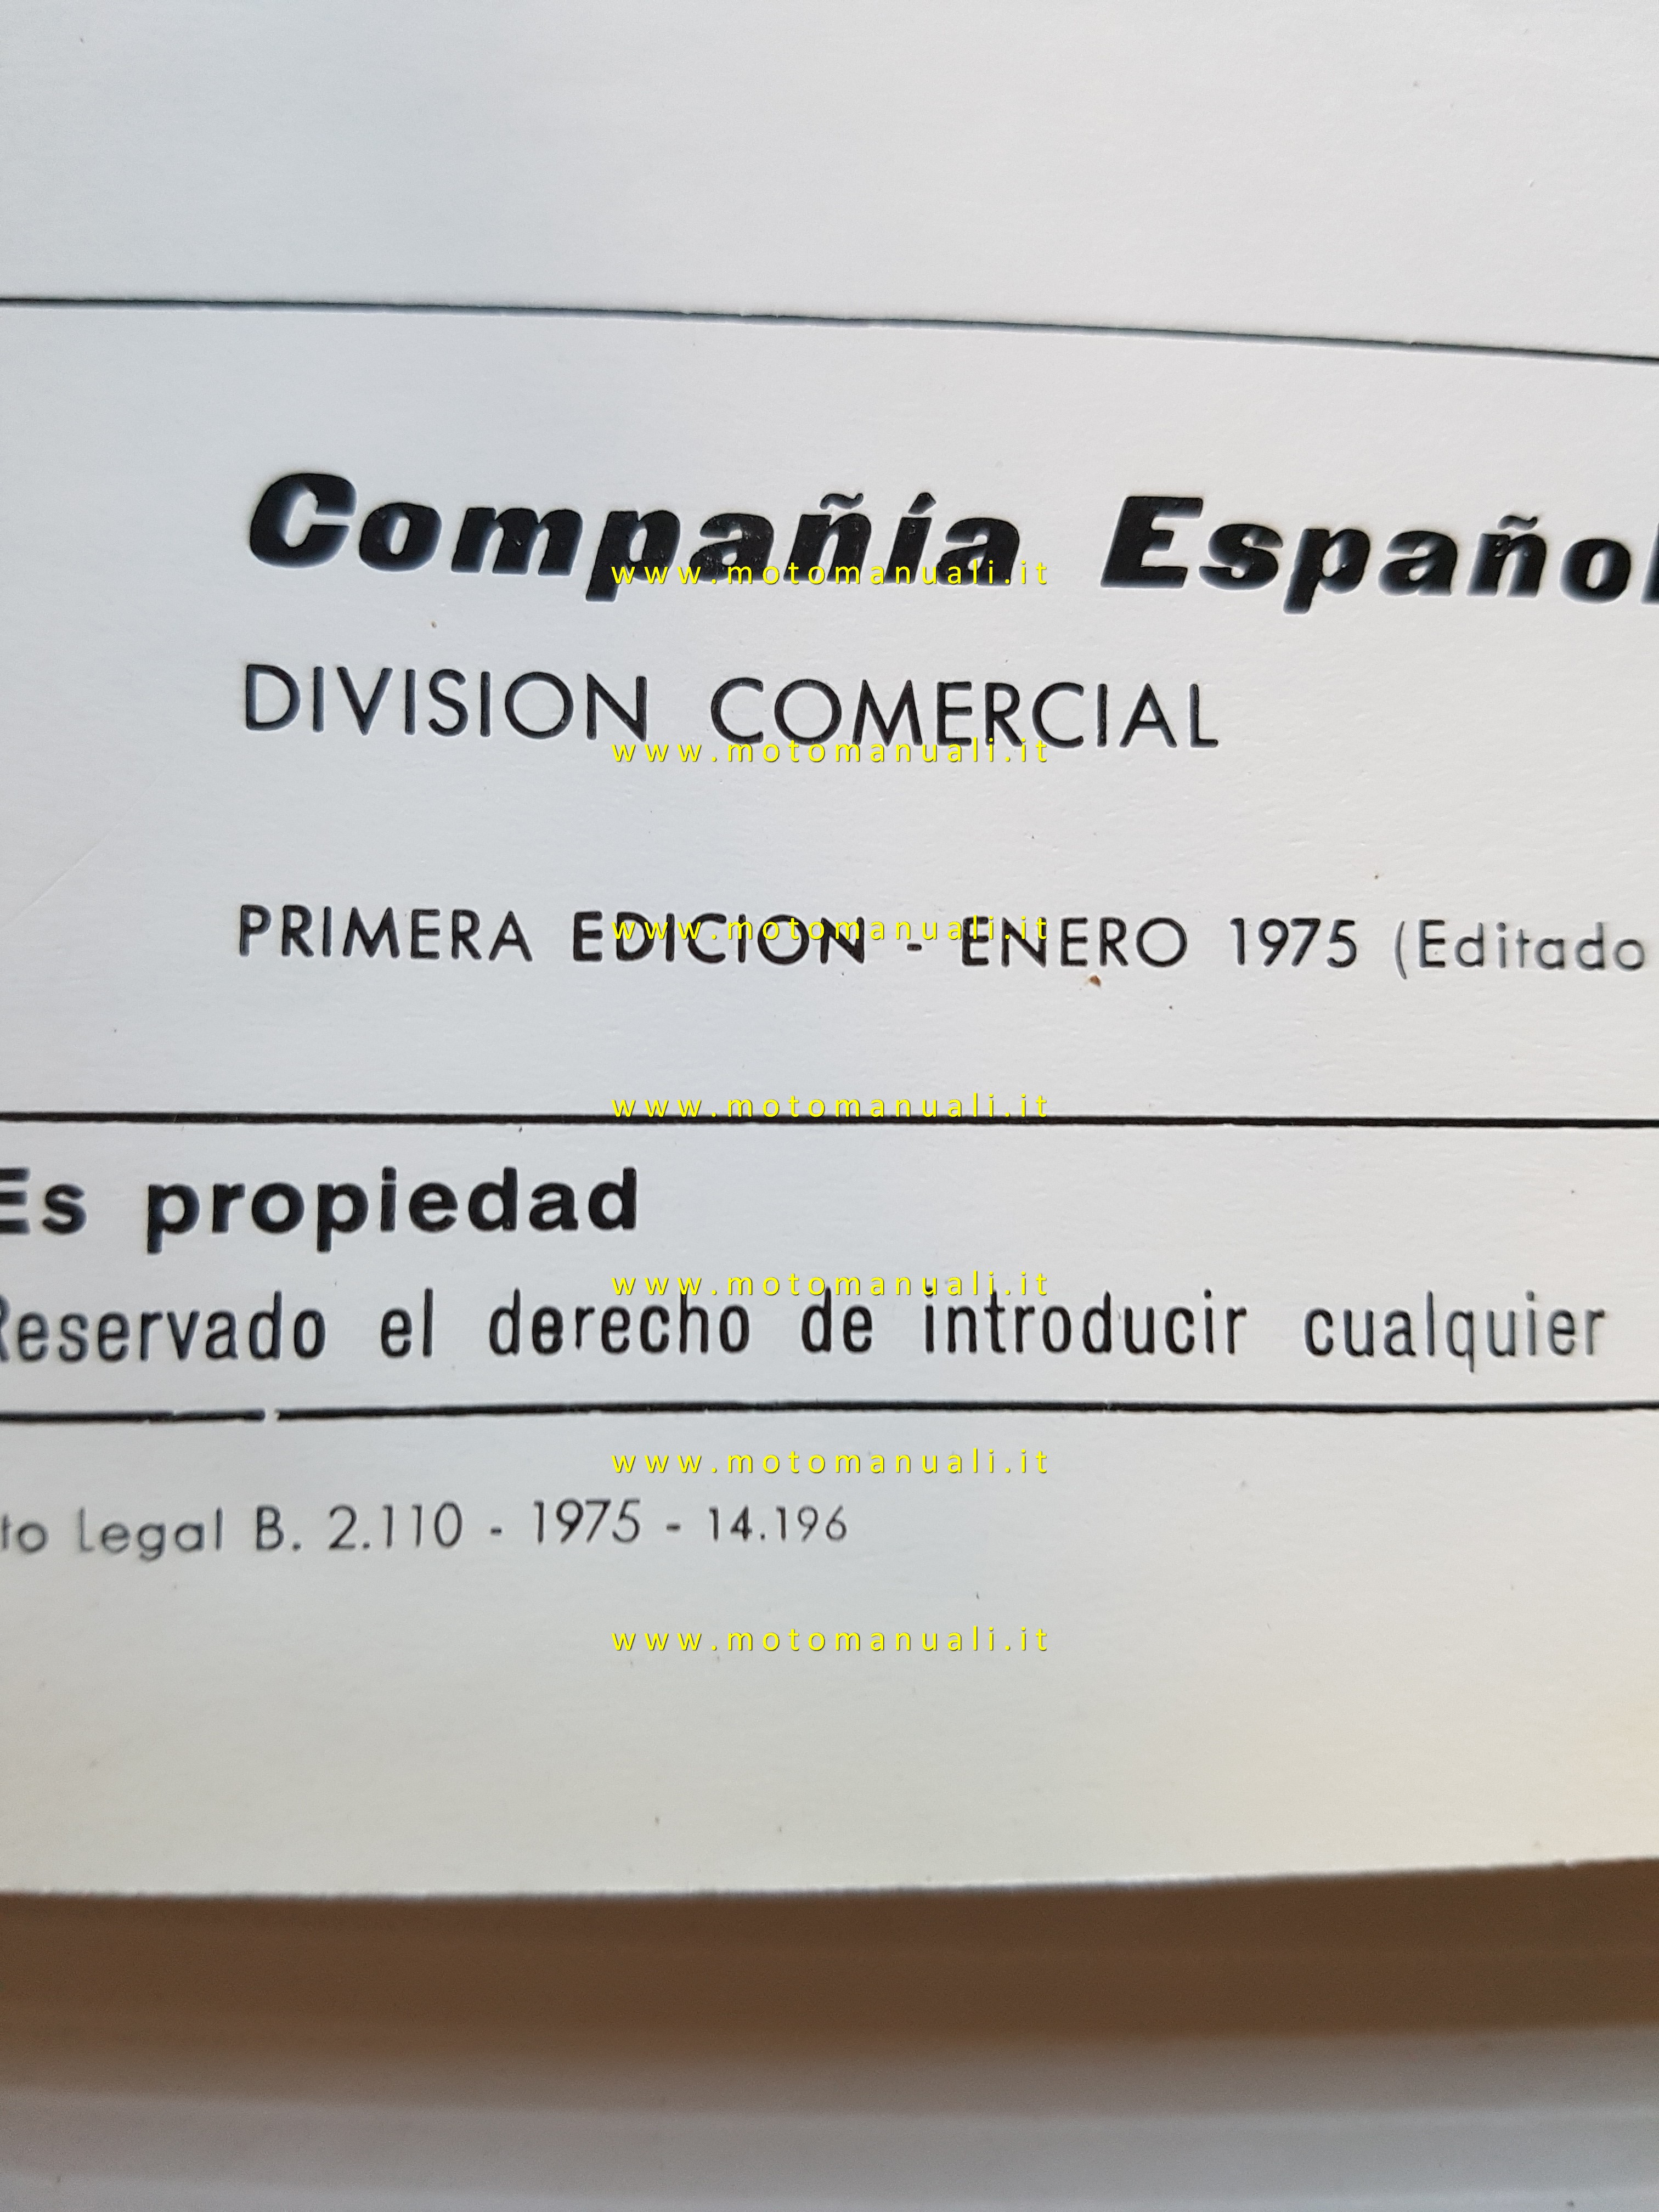 Compañía Español
www.motomanuali.it
DIVISION COMERCIAL
www.motomanuali.it
PRIMERA EDICION - ENERO 1975 (Editado
www.motomanuali.it
www.motomanuali.it
Es propiedad
www.motomanuali.it
Reservado el derecho de introducir cualquier
www.motomanuali.it
to Legal B. 2.110 - 1975 - 14.196
www.motomanuali.it